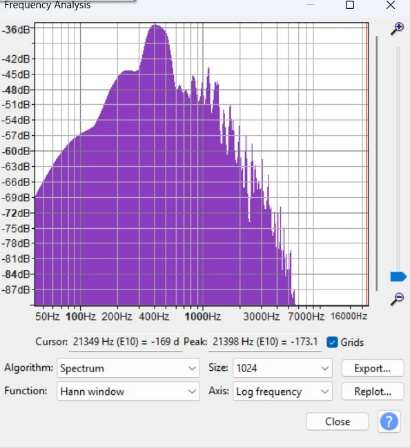 Frequency Analysis
-36dB
-42dB
-45dB
-48dB
-51dB
-54dB
-57dB
-60dB
-63dB
-66dB
-69dB
-72dB
-75dB
-78dB
-81dB
-84dB
-87dB
50Hz 100Hz 200Hz 400Hz 1000Hz 3000Hz 7000Hz 16000Hz
Cursor: 21349 Hz (E10) = -169 d Peak: 21398 Hz (E10) = -173.1 Grids
Algorithm: Spectrum Size: 1024 Export...
Function: Hann window Axis: Log frequency Replot...
Close ?